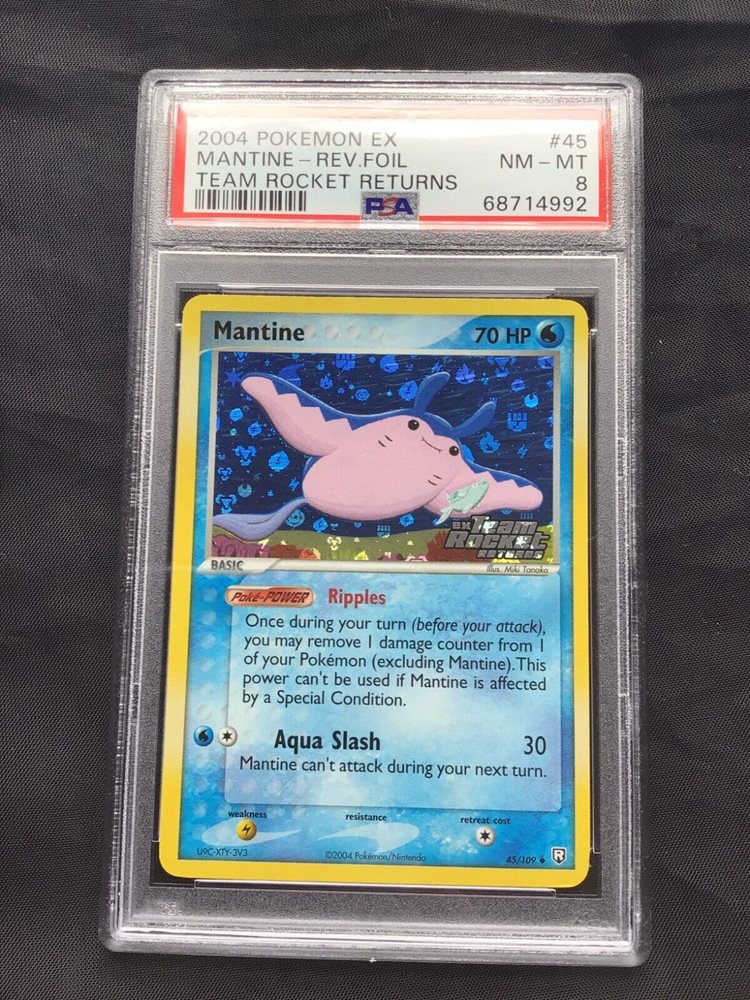 2004 POKEMON EX #45
MANTINE - REV.FOIL NM - MT
TEAM ROCKET RETURNS 8
PSA 68714992
Mantine 70 HP
EX Team
Rocket
RETURNS
BASIC Illus. Miki Tanaka
Poké-POWER Ripples
Once during your turn (before your attack),
you may remove 1 damage counter from 1
of your Pokémon (excluding Mantine). This
power can't be used if Mantine is affected
by a Special Condition.
Aqua Slash 30
Mantine can't attack during your next turn.
weakness resistance retreat cost
U9C-XTY-3V3 ©2004 Pokémon/Nintendo 45/109 ◆ R